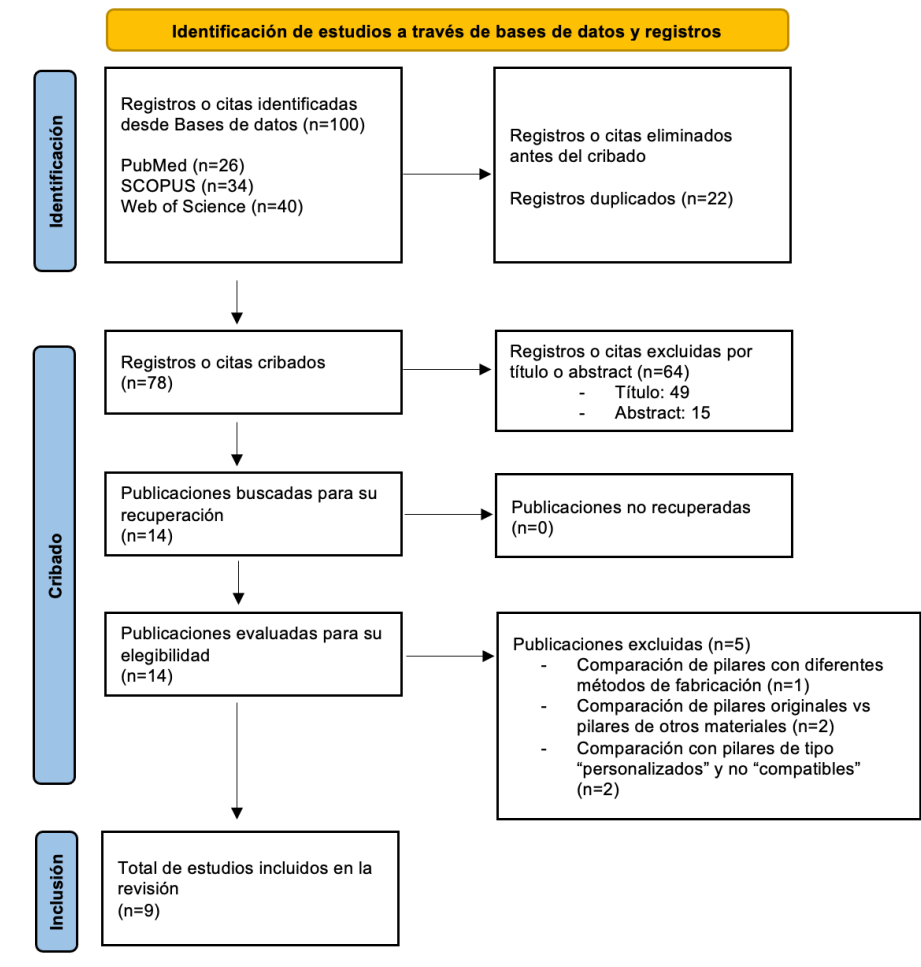 Identificación de estudios a través de bases de datos y registros
Identificación
Registros o citas identificadas
desde Bases de datos (n=100)
PubMed (n=26)
SCOPUS (n=34)
Web of Science (n=40)
Registros o citas eliminados
antes del cribado
Registros duplicados (n=22)
Cribado
Registros o citas cribados
(n=78)
Registros o citas excluidas por
título o abstract (n=64)
- Título: 49
- Abstract: 15
Publicaciones buscadas para su
recuperación
(n=14)
Publicaciones no recuperadas
(n=0)
Publicaciones evaluadas para su
elegibilidad
(n=14)
Publicaciones excluidas (n=5)
- Comparación de pilares con diferentes
métodos de fabricación (n=1)
- Comparación de pilares originales vs
pilares de otros materiales (n=2)
- Comparación con pilares de tipo
“personalizados” y no “compatibles”
(n=2)
Inclusión
Total de estudios incluidos en la
revisión
(n=9)